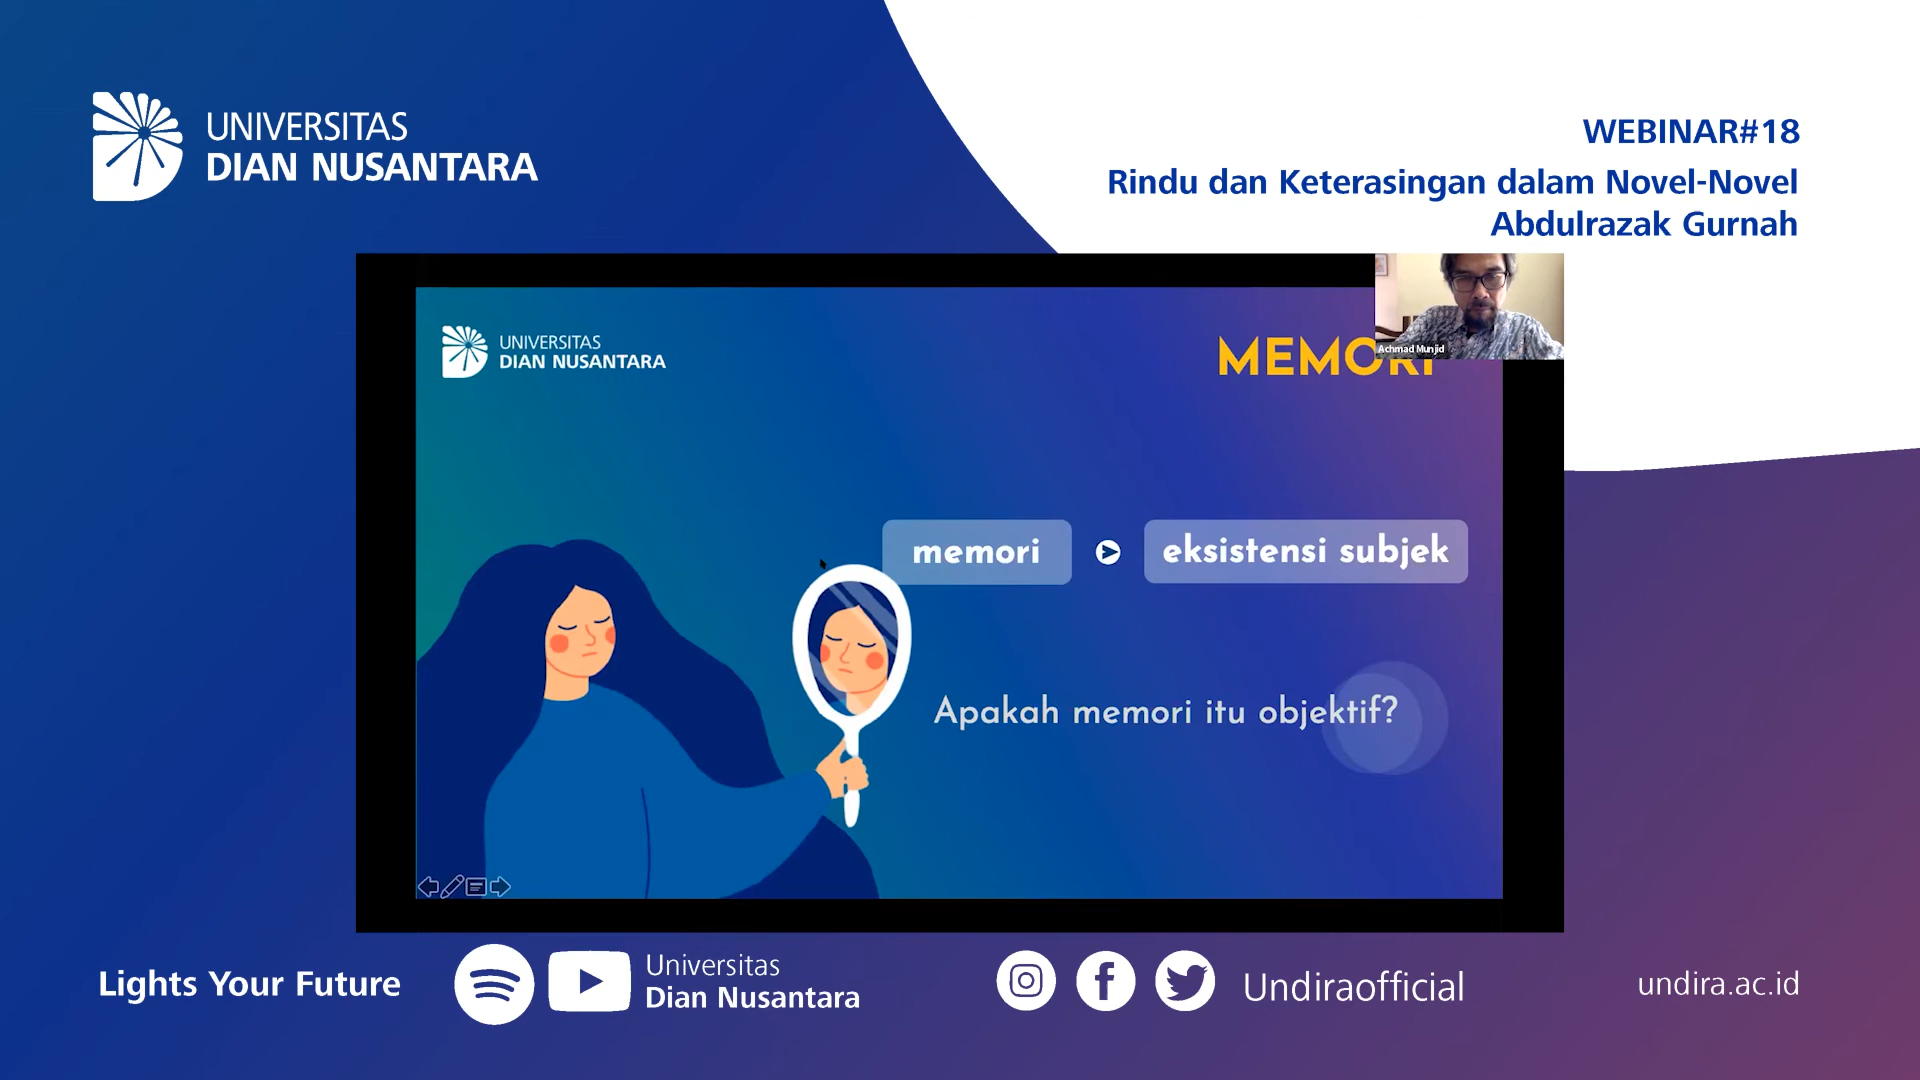 UNIVERSITAS
DIAN NUSANTARA
WEBINAR#18
Rindu dan Keterasingan dalam Novel-Novel
Abdulrazak Gurnah
UNIVERSITAS
DIAN NUSANTARA
MEMORI
Achmad Munjid
memori
eksistensi subjek
Apakah memori itu objektif?
Lights Your Future
Universitas
Dian Nusantara
Undiraofficial
undira.ac.id